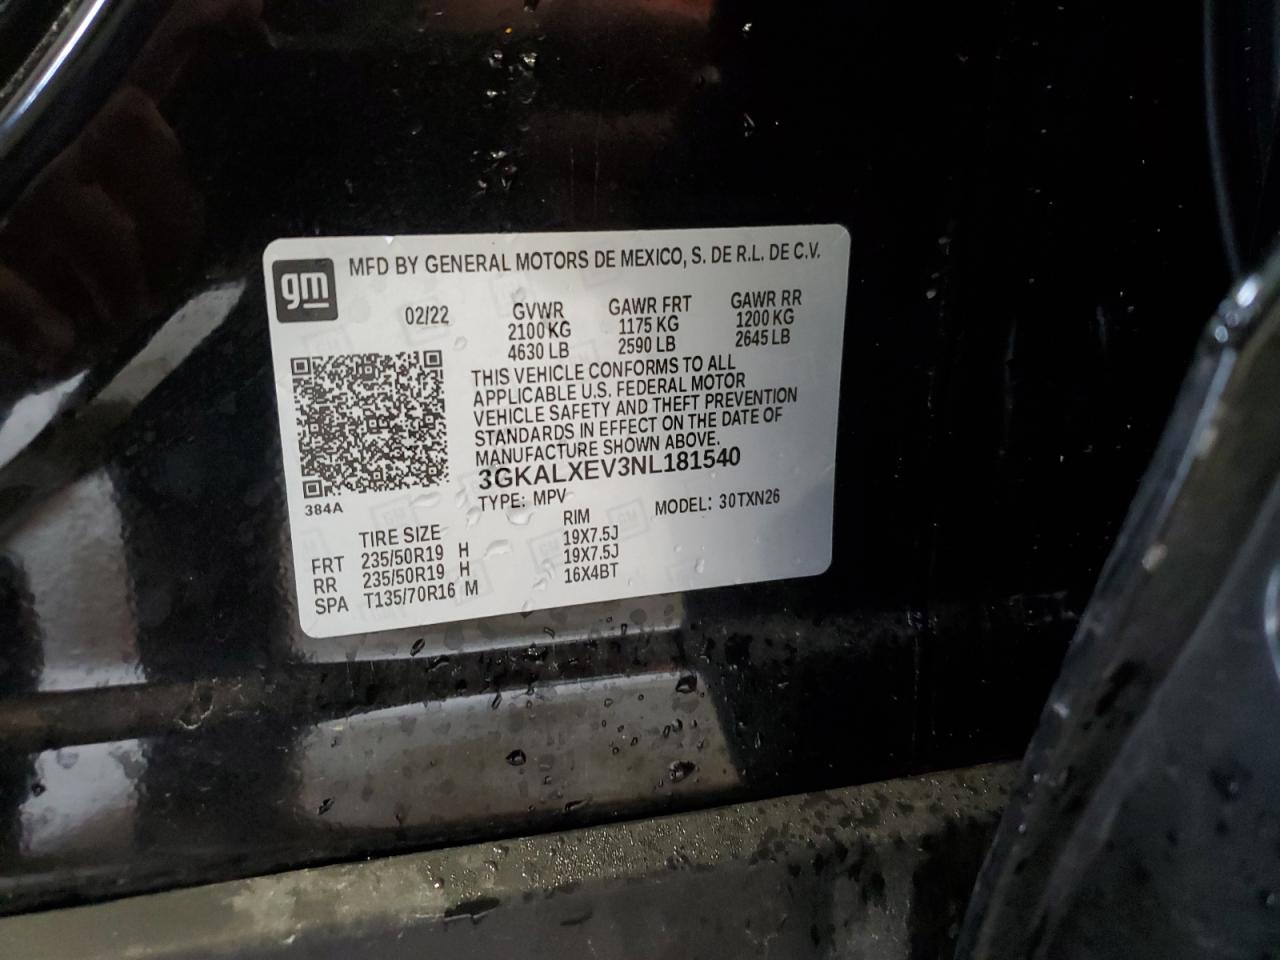 gm
MFD BY GENERAL MOTORS DE MEXICO, S. DE R.L. DE C.V.
02/22 GVWR GAWR FRT GAWR RR
2100 KG 1175 KG 1200 KG
4630 LB 2590 LB 2645 LB
THIS VEHICLE CONFORMS TO ALL
APPLICABLE U.S. FEDERAL MOTOR
VEHICLE SAFETY AND THEFT PREVENTION
STANDARDS IN EFFECT ON THE DATE OF
MANUFACTURE SHOWN ABOVE.
3GKALXEV3NL181540
384A
TYPE: MPV MODEL: 30TXN26
TIRE SIZE RIM
FRT 235/50R19 H 19X7.5J
RR 235/50R19 H 19X7.5J
SPA T135/70R16 M 16X4BT